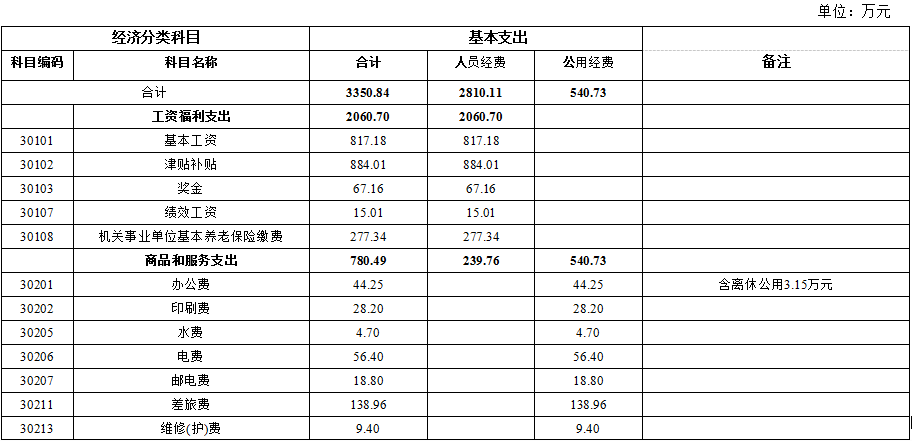 单位：万元
经济分类科目 基本支出 备注
科目编码 科目名称 合计 人员经费 公用经费
合计 3350.84 2810.11 540.73
工资福利支出 2060.70 2060.70
30101 基本工资 817.18 817.18
30102 津贴补贴 884.01 884.01
30103 奖金 67.16 67.16
30107 绩效工资 15.01 15.01
30108 机关事业单位基本养老保险缴费 277.34 277.34
商品和服务支出 780.49 239.76 540.73
30201 办公费 44.25 44.25 含离休公用3.15万元
30202 印刷费 28.20 28.20
30205 水费 4.70 4.70
30206 电费 56.40 56.40
30207 邮电费 18.80 18.80
30211 差旅费 138.96 138.96
30213 维修(护)费 9.40 9.40